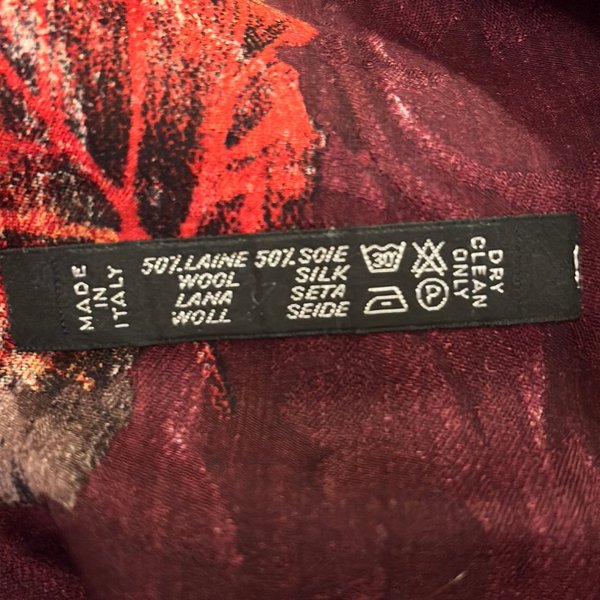 MADE
IN
ITALY
50%LAINE
WOOL
LANA
WOLL
50%SOIE
SILK
SETA
SEIDE
30°
P
DRY
CLEAN
ONLY